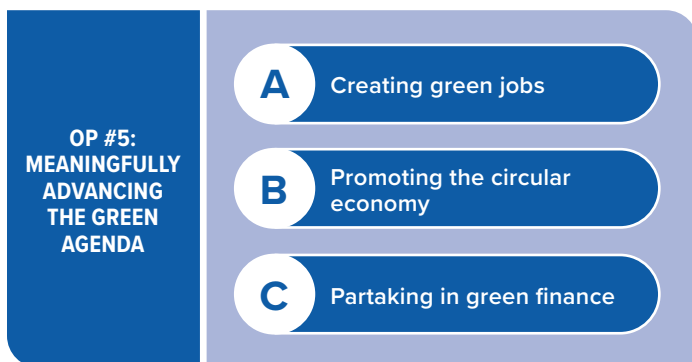 OP #5:
MEANINGFULLY
ADVANCING
THE GREEN
AGENDA
A
Creating green jobs
B
Promoting the circular
economy
C
Partaking in green finance